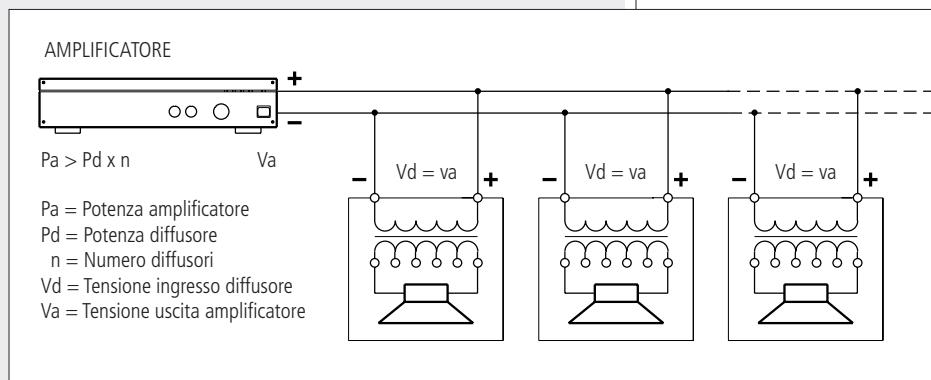 AMPLIFICATORE
+
−
Pa > Pd x n Va
− Vd = va + − Vd = va + − Vd = va +
Pa = Potenza amplificatore
Pd = Potenza diffusore
n = Numero diffusori
Vd = Tensione ingresso diffusore
Va = Tensione uscita amplificatore